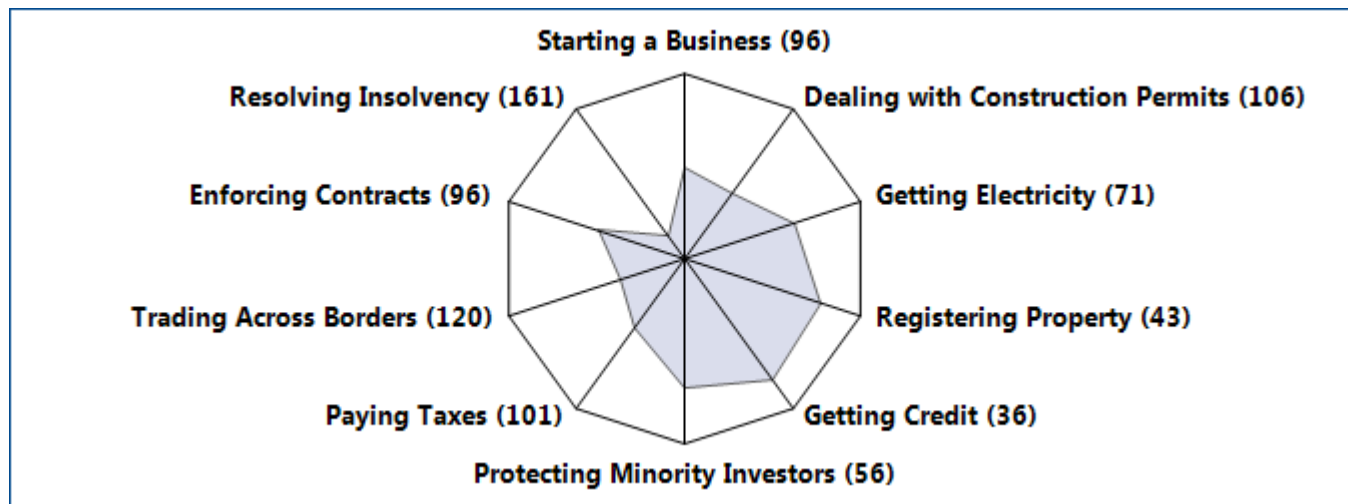 Starting a Business (96)
Resolving Insolvency (161)
Dealing with Construction Permits (106)
Enforcing Contracts (96)
Getting Electricity (71)
Trading Across Borders (120)
Registering Property (43)
Paying Taxes (101)
Getting Credit (36)
Protecting Minority Investors (56)